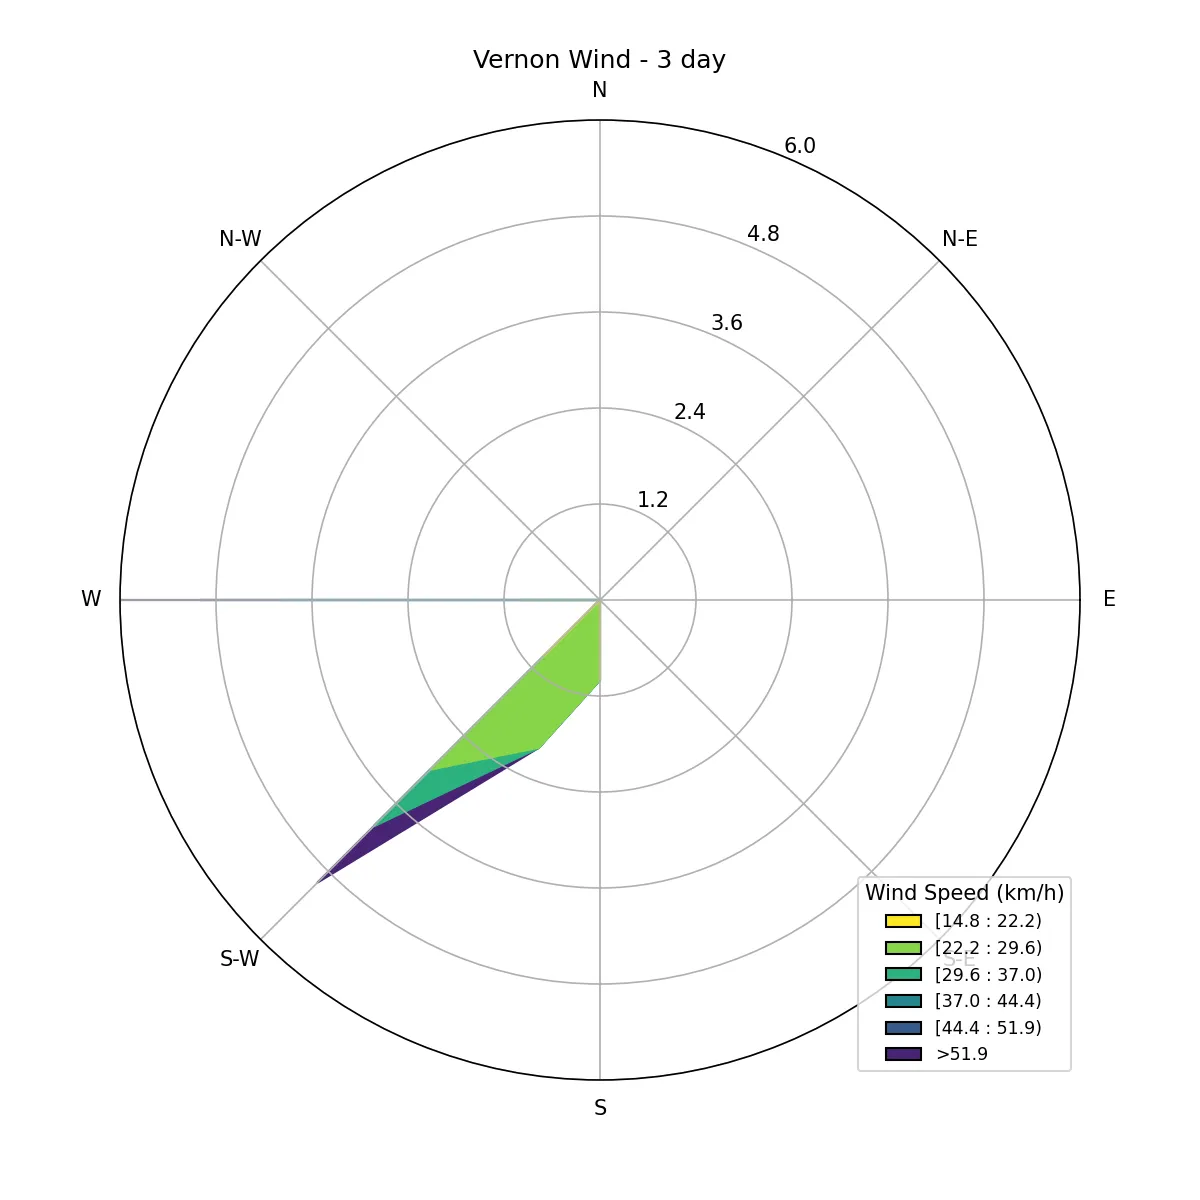 Vernon Wind - 3 day
N
6.0
N-W
4.8
N-E
3.6
2.4
1.2
W
E
S-W
S-E
S
Wind Speed (km/h)
[14.8 : 22.2)
[22.2 : 29.6)
[29.6 : 37.0)
[37.0 : 44.4)
[44.4 : 51.9)
>51.9